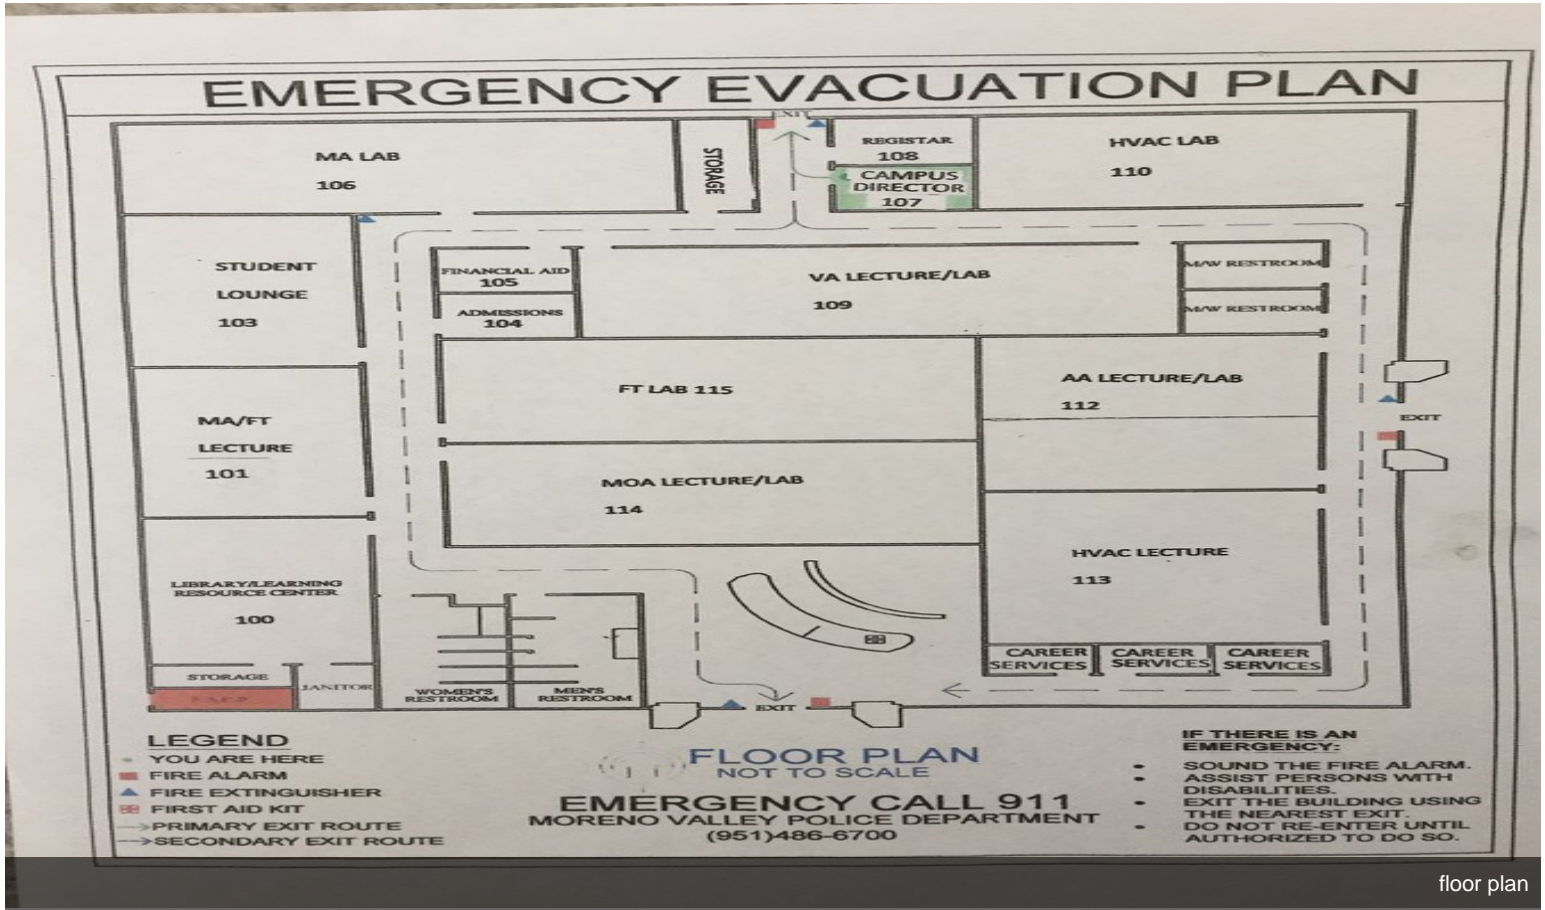 EMERGENCY EVACUATION PLAN
EXIT
MA LAB
106
STORAGE
REGISTAR
108
CAMPUS
DIRECTOR
107
HVAC LAB
110
STUDENT
LOUNGE
103
FINANCIAL AID
105
ADMISSIONS
104
VA LECTURE/LAB
109
M/W RESTROOM
M/W RESTROOM
MA/FT
LECTURE
101
FT LAB 115
AA LECTURE/LAB
112
EXIT
MOA LECTURE/LAB
114
HVAC LECTURE
113
LIBRARY/LEARNING
RESOURCE CENTER
100
STORAGE
JANITOR
WOMEN'S
RESTROOM
MEN'S
RESTROOM
CAREER
SERVICES
CAREER
SERVICES
CAREER
SERVICES
EXIT
LEGEND
YOU ARE HERE
FIRE ALARM
FIRE EXTINGUISHER
FIRST AID KIT
PRIMARY EXIT ROUTE
SECONDARY EXIT ROUTE
FLOOR PLAN
NOT TO SCALE
EMERGENCY CALL 911
MORENO VALLEY POLICE DEPARTMENT
(951)486-6700
IF THERE IS AN
EMERGENCY:
• SOUND THE FIRE ALARM.
• ASSIST PERSONS WITH
DISABILITIES.
• EXIT THE BUILDING USING
THE NEAREST EXIT.
• DO NOT RE-ENTER UNTIL
AUTHORIZED TO DO SO.
floor plan